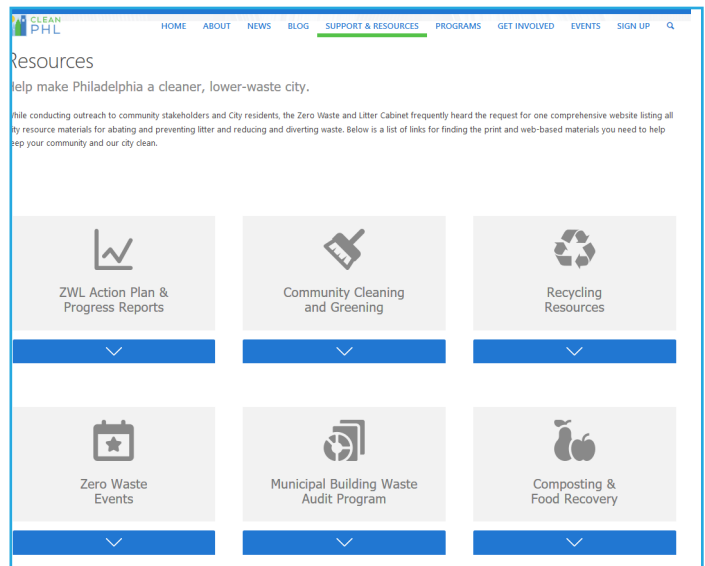 CLEAN
PHL
HOME ABOUT NEWS BLOG SUPPORT & RESOURCES PROGRAMS GET INVOLVED EVENTS SIGN UP
Resources
Help make Philadelphia a cleaner, lower-waste city.
While conducting outreach to community stakeholders and City residents, the Zero Waste and Litter Cabinet frequently heard the request for one comprehensive website listing all
city resource materials for abating and preventing litter and reducing and diverting waste. Below is a list of links for finding the print and web-based materials you need to help
keep your community and our city clean.
ZWL Action Plan &
Progress Reports
Community Cleaning
and Greening
Recycling
Resources
Zero Waste
Events
Municipal Building Waste
Audit Program
Composting &
Food Recovery